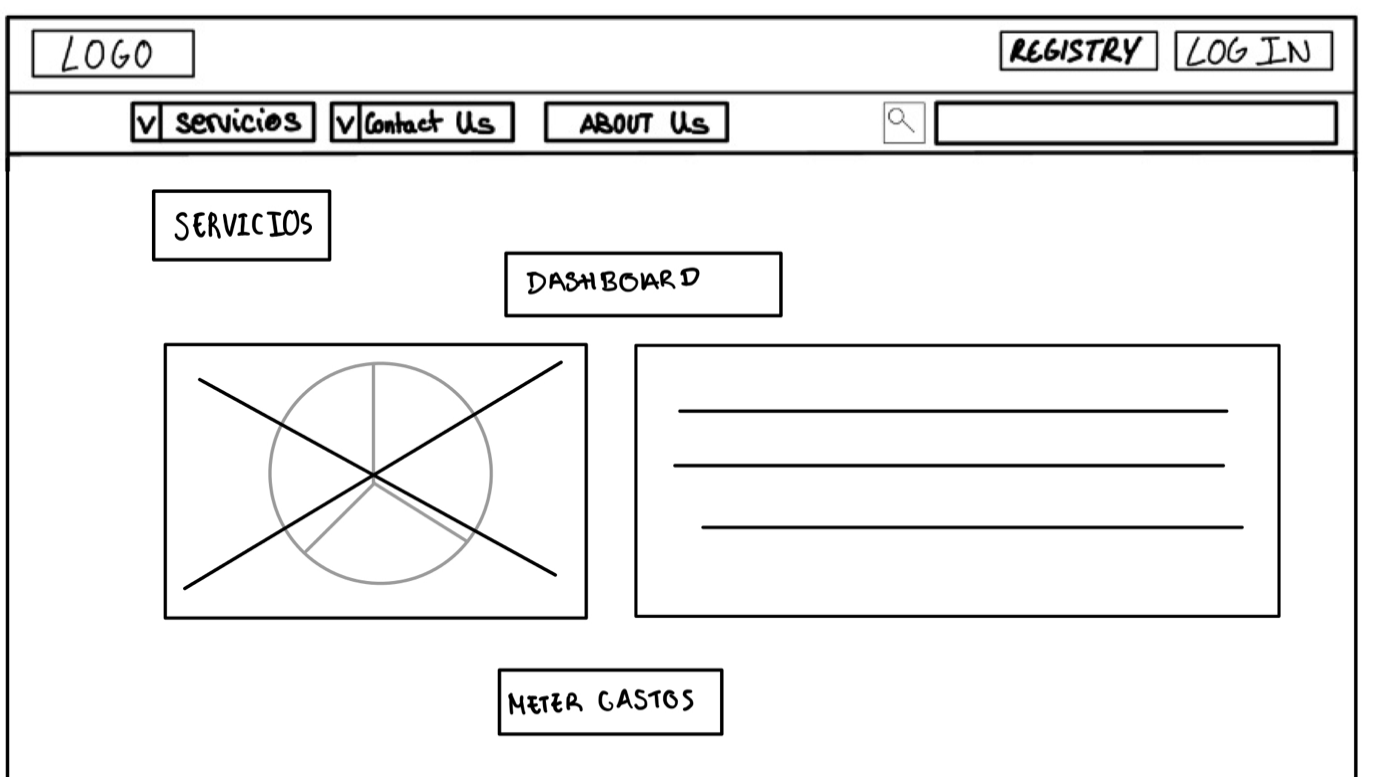 LOGO
REGISTRY
LOG IN
V servicios
V Contact Us
ABOUT Us
SERVICIOS
DASHBOARD
METER GASTOS